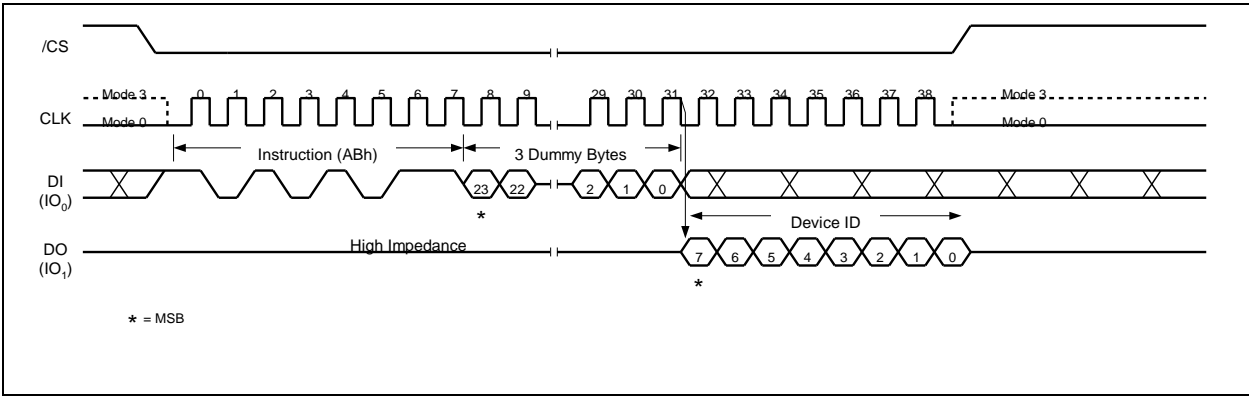 /CS
Mode 3 0 1 2 3 4 5 6 7 8 9 29 30 31 32 33 34 35 36 37 38 Mode 3
CLK
Mode 0 Mode 0
Instruction (ABh) 3 Dummy Bytes
DI
(IO0)
23 22 2 1 0
*
Device ID
High Impedance
DO
(IO1)
7 6 5 4 3 2 1 0
*
* = MSB